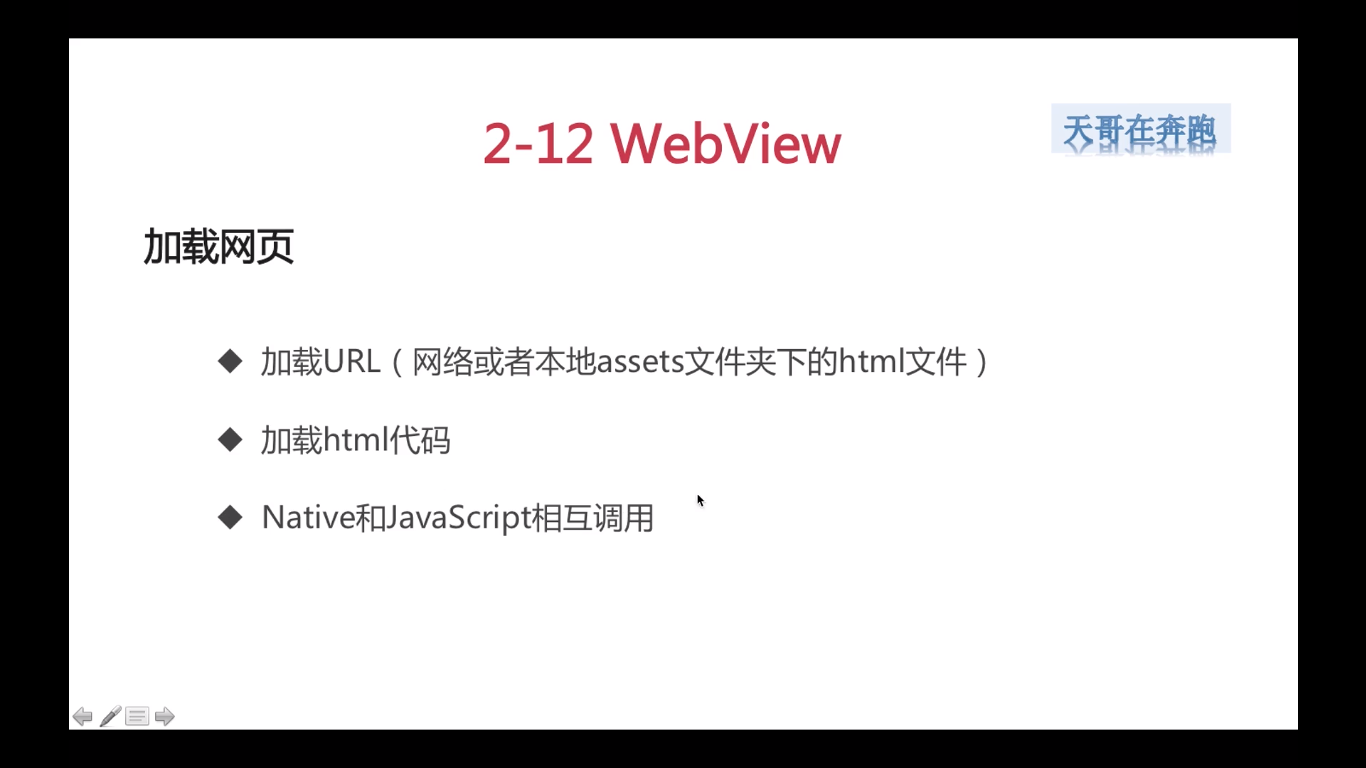 2-12 WebView
天哥在奔跑
加载网页
◆ 加载URL（网络或者本地assets文件夹下的html文件）
◆ 加载html代码
◆ Native和JavaScript相互调用